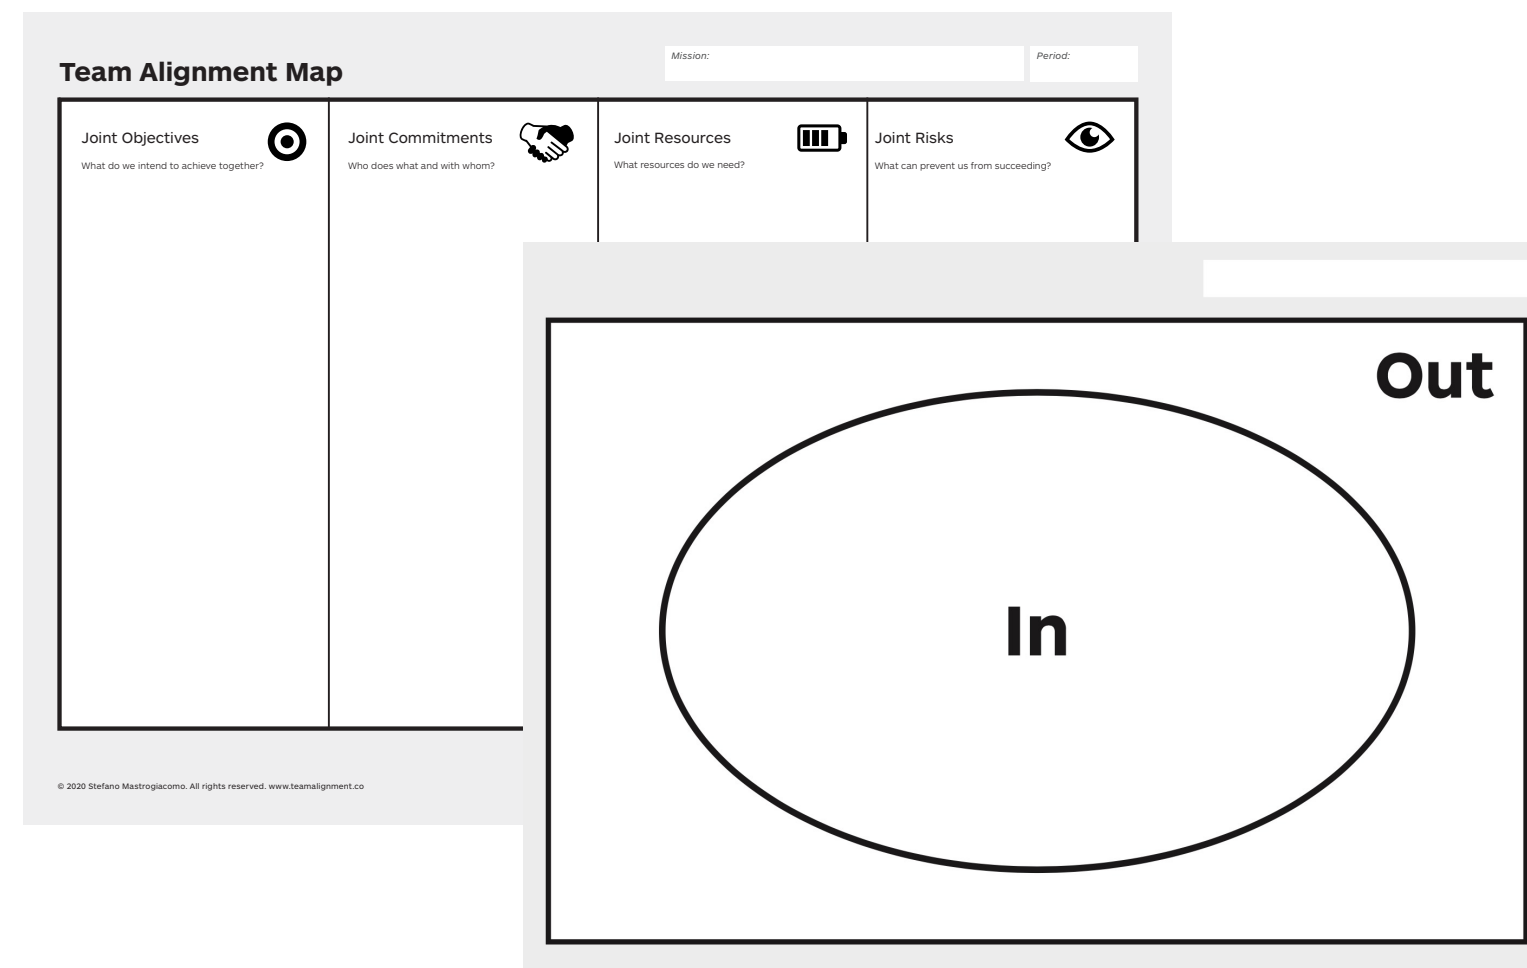 Team Alignment Map
Mission:
Period:
Joint Objectives
What do we intend to achieve together?
Joint Commitments
Who does what and with whom?
Joint Resources
What resources do we need?
Joint Risks
What can prevent us from succeeding?
Out
In
© 2020 Stefano Mastrogiacomo. All rights reserved. www.teamalignment.co